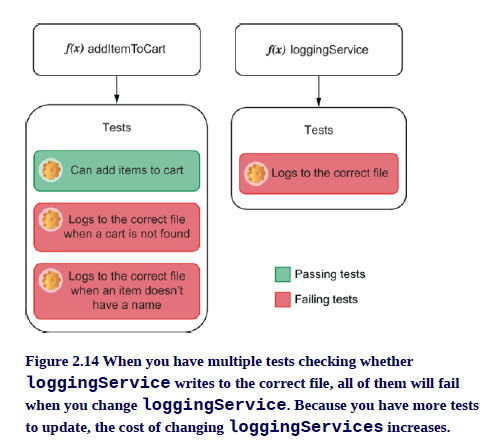 f(x) addItemToCart
f(x) loggingService
Tests
Can add items to cart
Logs to the correct file
when a cart is not found
Logs to the correct file
when an item doesn't
have a name
Tests
Logs to the correct file
Passing tests
Failing tests
Figure 2.14 When you have multiple tests checking whether
loggingService writes to the correct file, all of them will fail
when you change loggingService. Because you have more tests
to update, the cost of changing loggingServices increases.